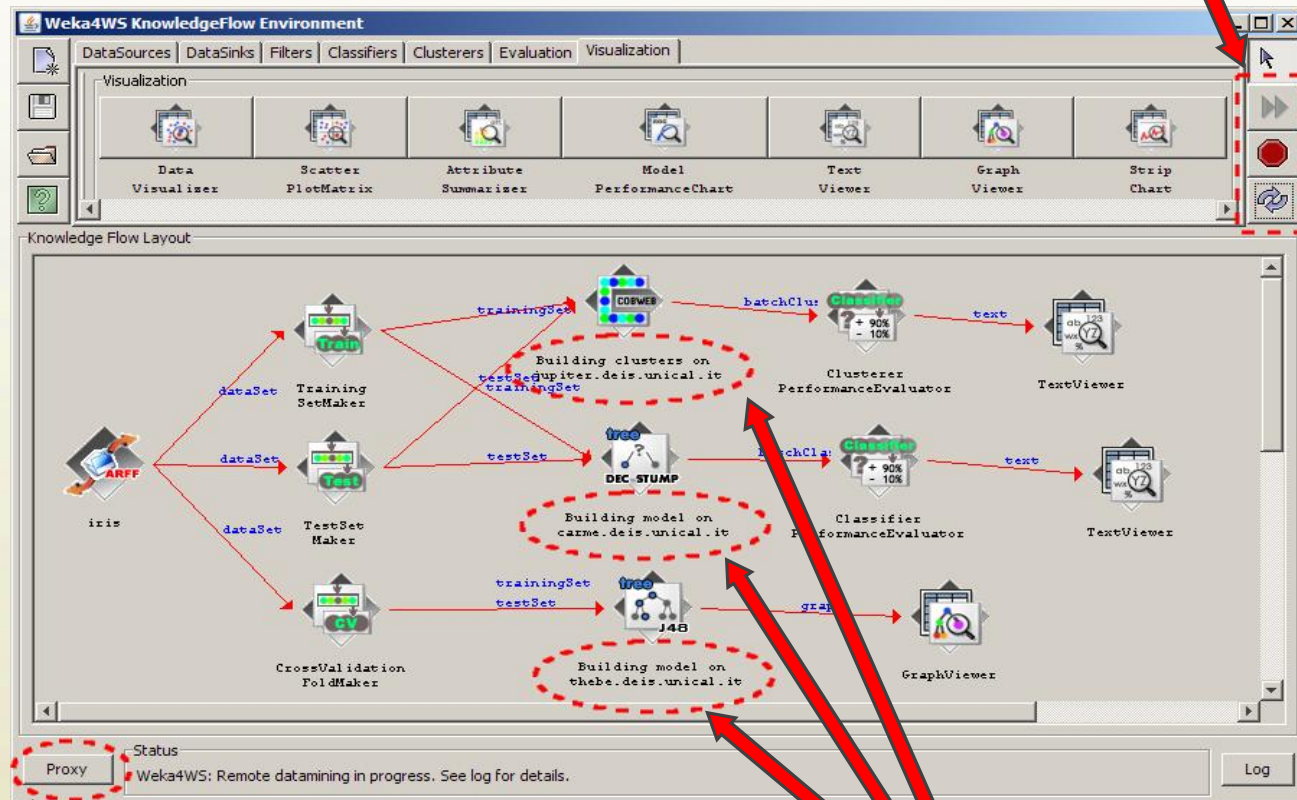 Weka4WS KnowledgeFlow Environment
DataSources DataSinks Filters Classifiers Clusterers Evaluation Visualization
Visualization
Data Visualiser
Scatter PlotMatrix
Attribute Summariser
Model PerformanceChart
Text Viewer
Graph Viewer
Strip Chart
Knowledge Flow Layout
ARFF
iris
dataSet
dataSet
dataSet
Train
Training
SetMaker
Test
TestSet
Maker
CV
CrossValidation
FoldMaker
trainingSet
testSet
trainingSet
testSet
trainingSet
testSet
COBWEB
Building clusters on
jupiter.deis.unical.it
tree
DEC-STUMP
Building model on
carme.deis.unical.it
tree
J48
Building model on
thebe.deis.unical.it
batchClu
Classifier
? + 90%
- 10%
Clusterer
PerformanceEvaluator
text
TextViewer
Classifier
? + 90%
- 10%
Classifier
text
TextViewer
GraphViewer
Proxy
Status
Weka4WS: Remote datamining in progress. See log for details.
Log